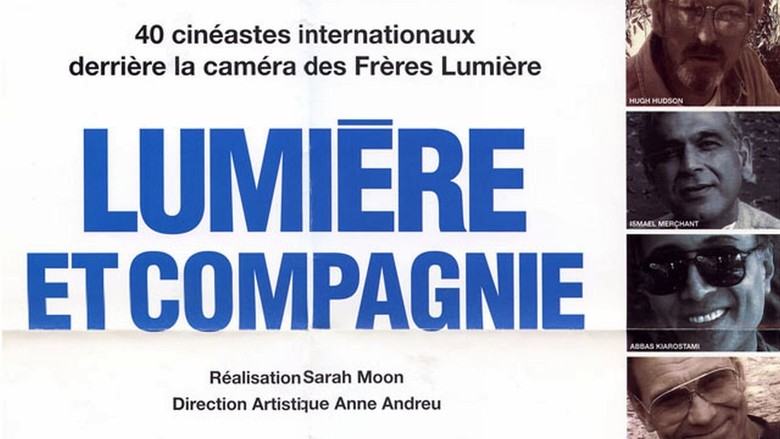 40 cinéastes internationaux
derrière la caméra des Frères Lumière
LUMIÈRE
ET COMPAGNIE
Réalisation Sarah Moon
Direction Artistique Anne Andreu
HUGH HUDSON
ISMAEL MERCHANT
ABBAS KIAROSTAMI